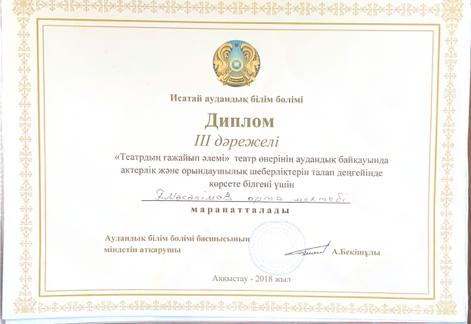 Исатай аудандық білім бөлімі
Диплом
III дәрежелі
«Театрдың ғажайып әлемі» театр өнерінің аудандық байқауында
актерлік және орындаушылық шеберліктерін талап деңгейінде
көрсете білгені үшін
орта мектебі
марапатталады
Аудандық білім бөлімі басшысының
міндетін атқарушы
А.Бекішұлы
Аққыстау - 2018 жыл